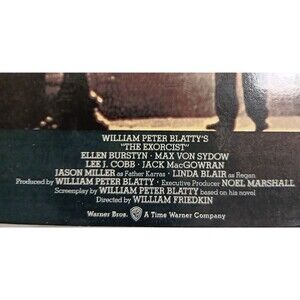 WILLIAM PETER BLATTY'S
"THE EXORCIST"
ELLEN BURSTYN · MAX VON SYDOW
LEE J. COBB · JACK MacGOWRAN
JASON MILLER as Father Karras · LINDA BLAIR as Regan
Produced by WILLIAM PETER BLATTY · Executive Producer NOEL MARSHALL
Screenplay by WILLIAM PETER BLATTY based on his novel
Directed by WILLIAM FRIEDKIN
Warner Bros. A Time Warner Company